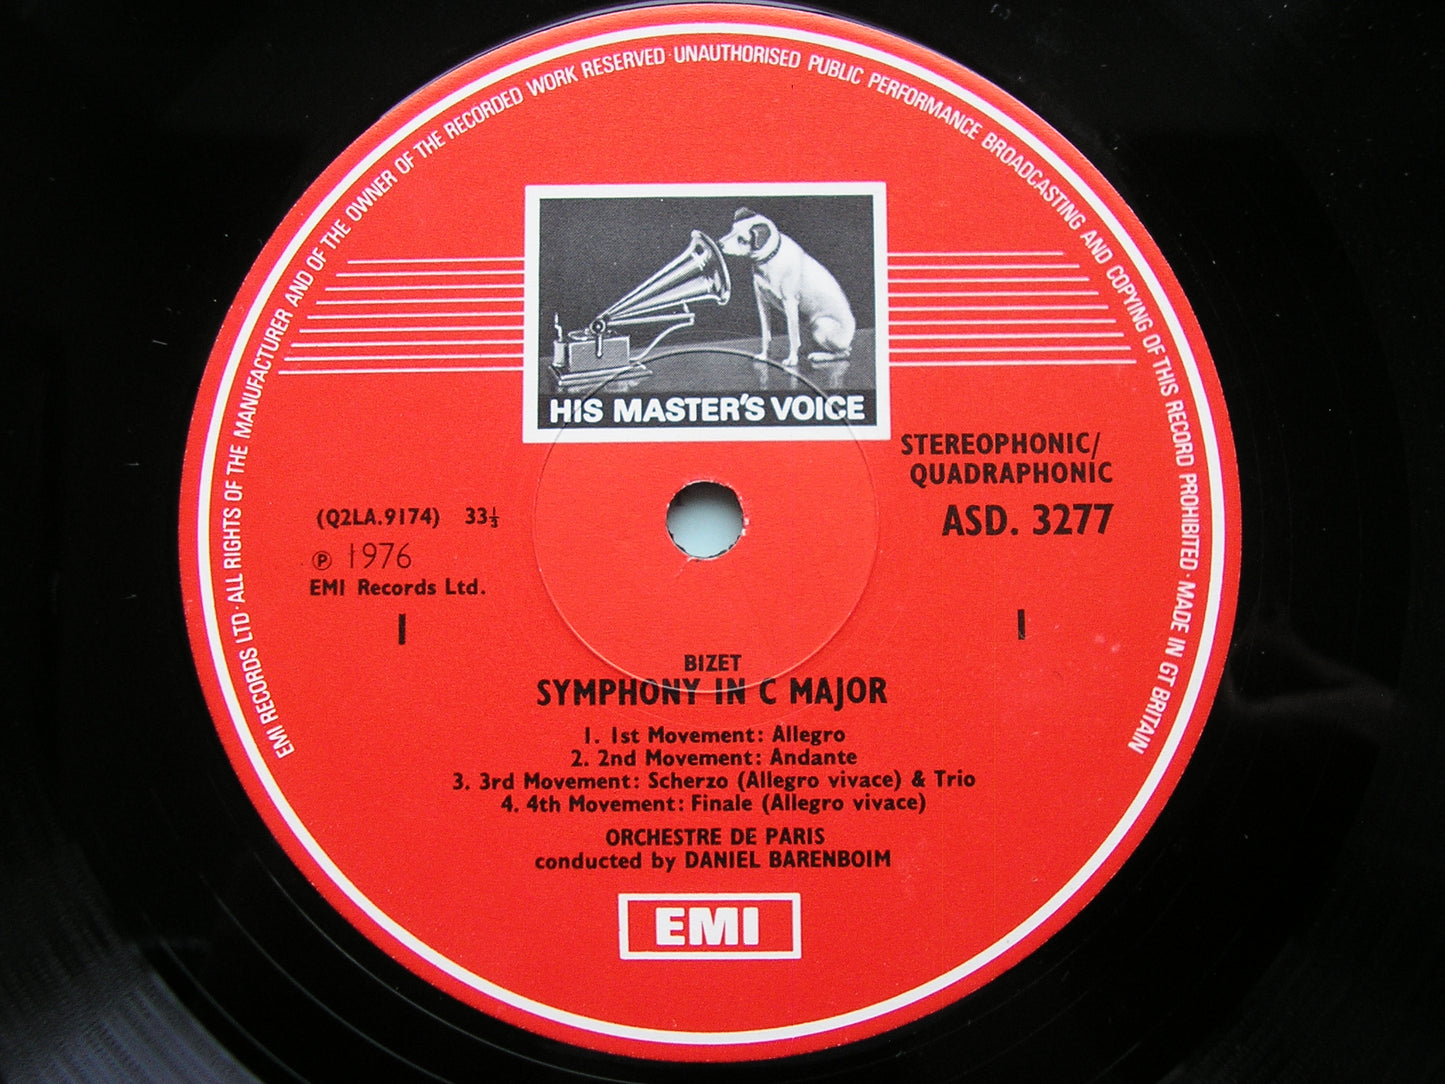 EMI RECORDS LTD · ALL RIGHTS OF THE MANUFACTURER AND OF THE OWNER OF THE RECORDED WORK RESERVED · UNAUTHORISED PUBLIC PERFORMANCE BROADCASTING AND COPYING OF THIS RECORD PROHIBITED · MADE IN GT BRITAIN
HIS MASTER'S VOICE
STEREOPHONIC/
QUADRAPHONIC
ASD. 3277
(Q2LA.9174) 33⅓
℗ 1976
EMI Records Ltd.
1 1
BIZET
SYMPHONY IN C MAJOR
1. 1st Movement: Allegro
2. 2nd Movement: Andante
3. 3rd Movement: Scherzo (Allegro vivace) & Trio
4. 4th Movement: Finale (Allegro vivace)
ORCHESTRE DE PARIS
conducted by DANIEL BARENBOIM
EMI